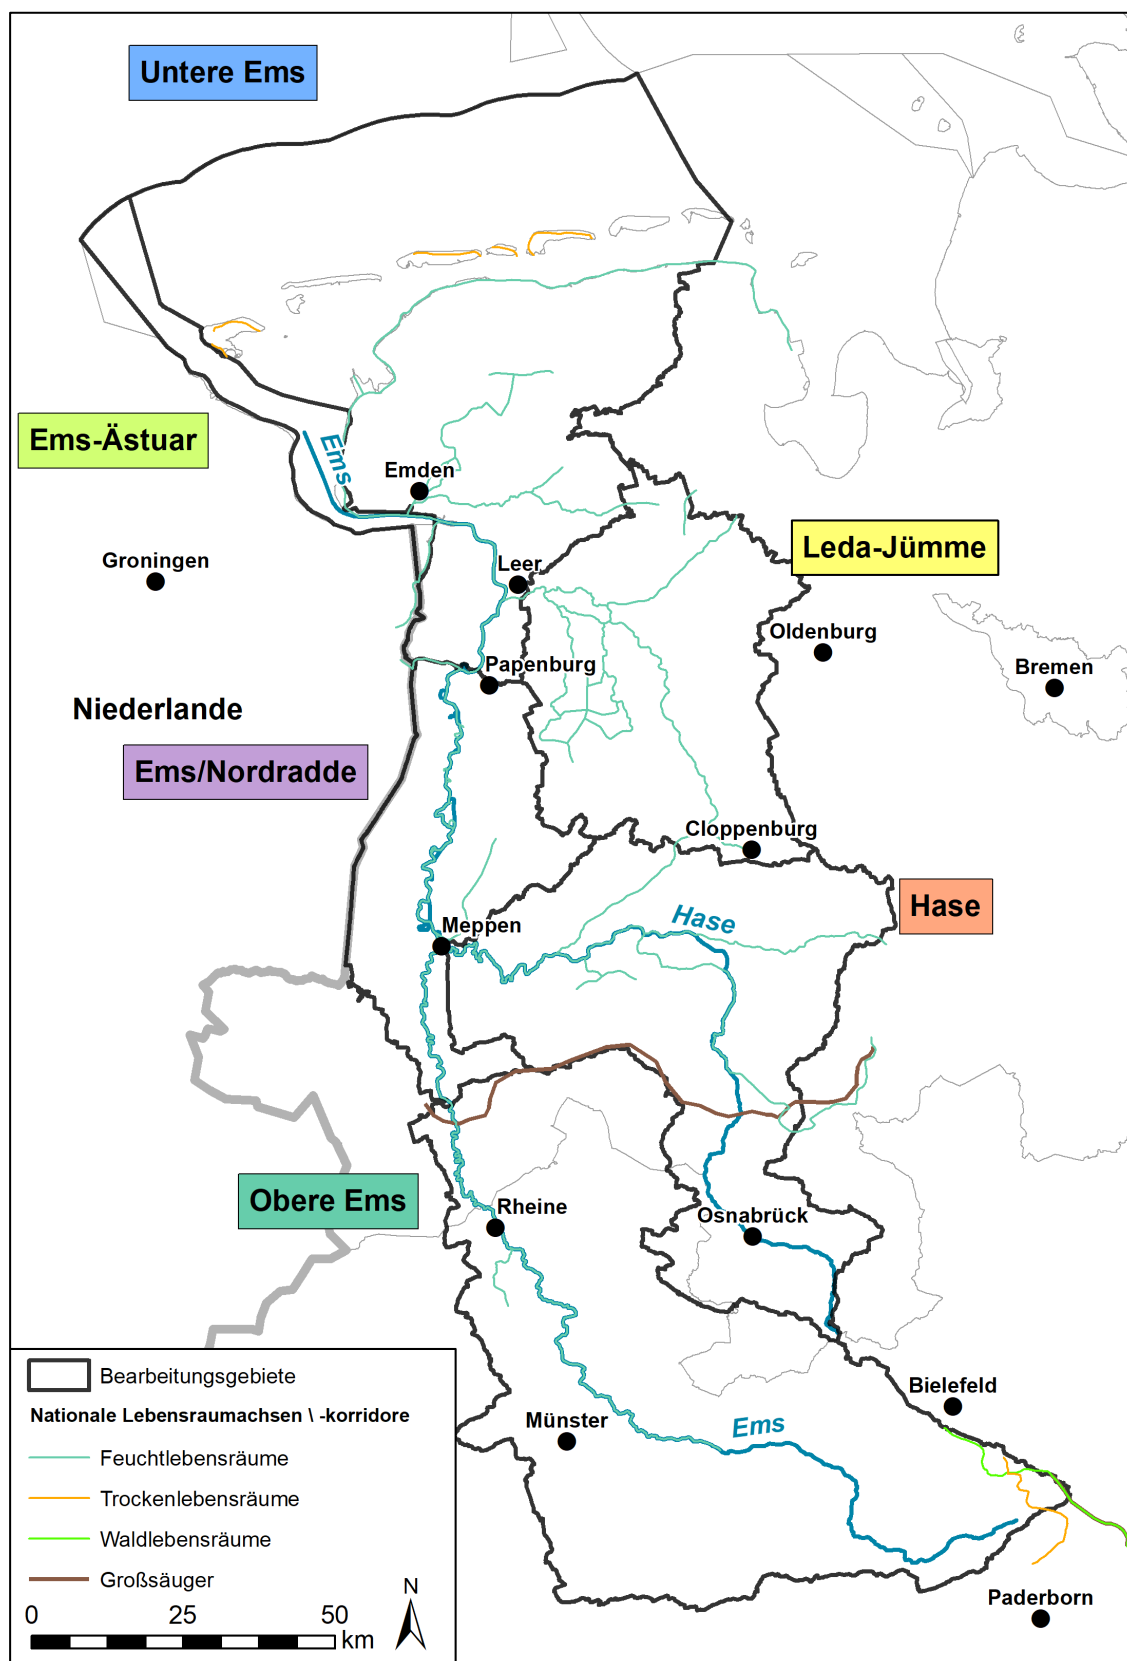 Untere Ems
Ems-Ästuar
Ems
Emden
Groningen
Leer
Leda-Jümme
Oldenburg
Papenburg
Bremen
Niederlande
Ems/Nordradde
Cloppenburg
Hase
Hase
Meppen
Obere Ems
Rheine
Osnabrück
Bielefeld
Münster
Ems
Paderborn
Bearbeitungsgebiete
Nationale Lebensraumachsen \ -korridore
Feuchtlebensräume
Trockenlebensräume
Waldlebensräume
Großsäuger
N
0 25 50
km